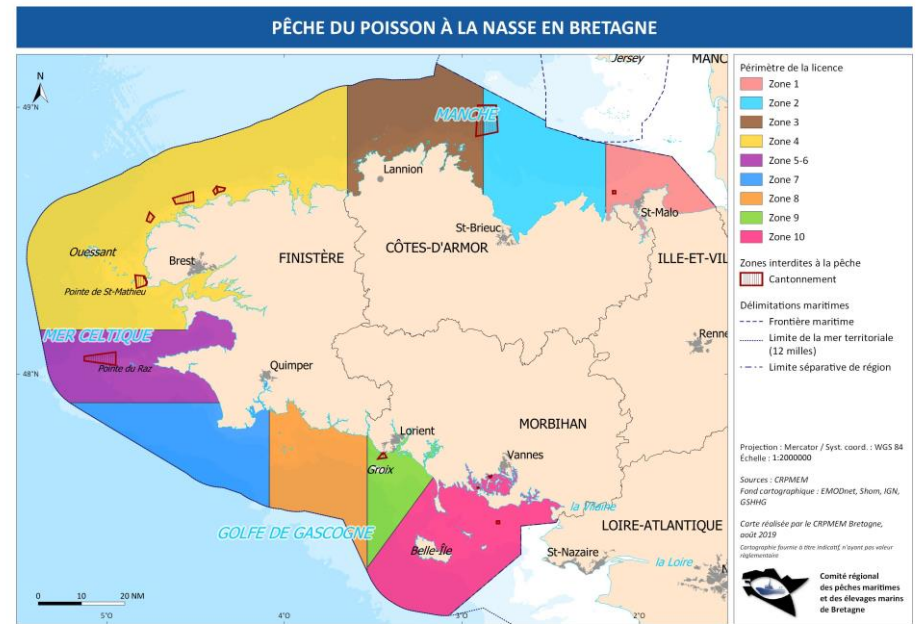 PÊCHE DU POISSON À LA NASSE EN BRETAGNE
N
Jersey
MANC
49°N
MANCHE
Lannion
St-Malo
St-Brieuc
CÔTES-D'ARMOR
Ouessant
Brest
FINISTÈRE
ILLE-ET-VIL
Pointe de St-Mathieu
MER CELTIQUE
Renne
Pointe du Raz
48°N
Quimper
MORBIHAN
Lorient
Vannes
Groix
la Vilaine
GOLFE DE GASCOGNE
LOIRE-ATLANTIQUE
Belle-Île
St-Nazaire
la Loire
N
0 10 20 NM
5°0
4°0
3°0
2°0
Périmètre de la licence
Zone 1
Zone 2
Zone 3
Zone 4
Zone 5-6
Zone 7
Zone 8
Zone 9
Zone 10
Zones interdites à la pêche
Cantonnement
Délimitations maritimes
Frontière maritime
Limite de la mer territoriale
(12 milles)
Limite séparative de région
Projection : Mercator / Syst. coord. : WGS 84
Échelle : 1:2000000
Sources : CRPMEM
Fond cartographique : EMODnet, Shom, IGN,
GSHHG
Carte réalisée par le CRPMEM Bretagne,
août 2019
Cartographie fournie à titre indicatif, n'ayant pas valeur
réglementaire
Comité régional
des pêches maritimes
et des élevages marins
de Bretagne